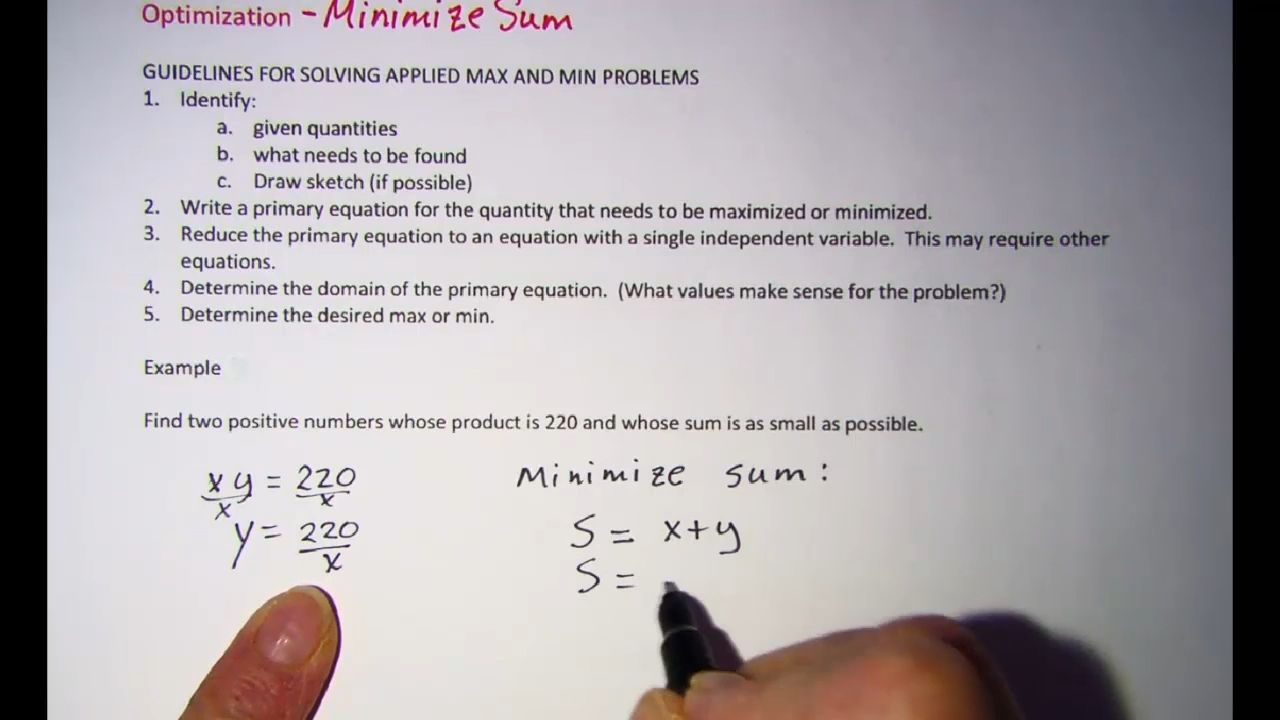 Optimization - Minimize Sum
GUIDELINES FOR SOLVING APPLIED MAX AND MIN PROBLEMS
1. Identify:
a. given quantities
b. what needs to be found
c. Draw sketch (if possible)
2. Write a primary equation for the quantity that needs to be maximized or minimized.
3. Reduce the primary equation to an equation with a single independent variable. This may require other
equations.
4. Determine the domain of the primary equation. (What values make sense for the problem?)
5. Determine the desired max or min.
Example
Find two positive numbers whose product is 220 and whose sum is as small as possible.
xy/x = 220/x
y = 220/x
Minimize sum:
S = x+y
S =